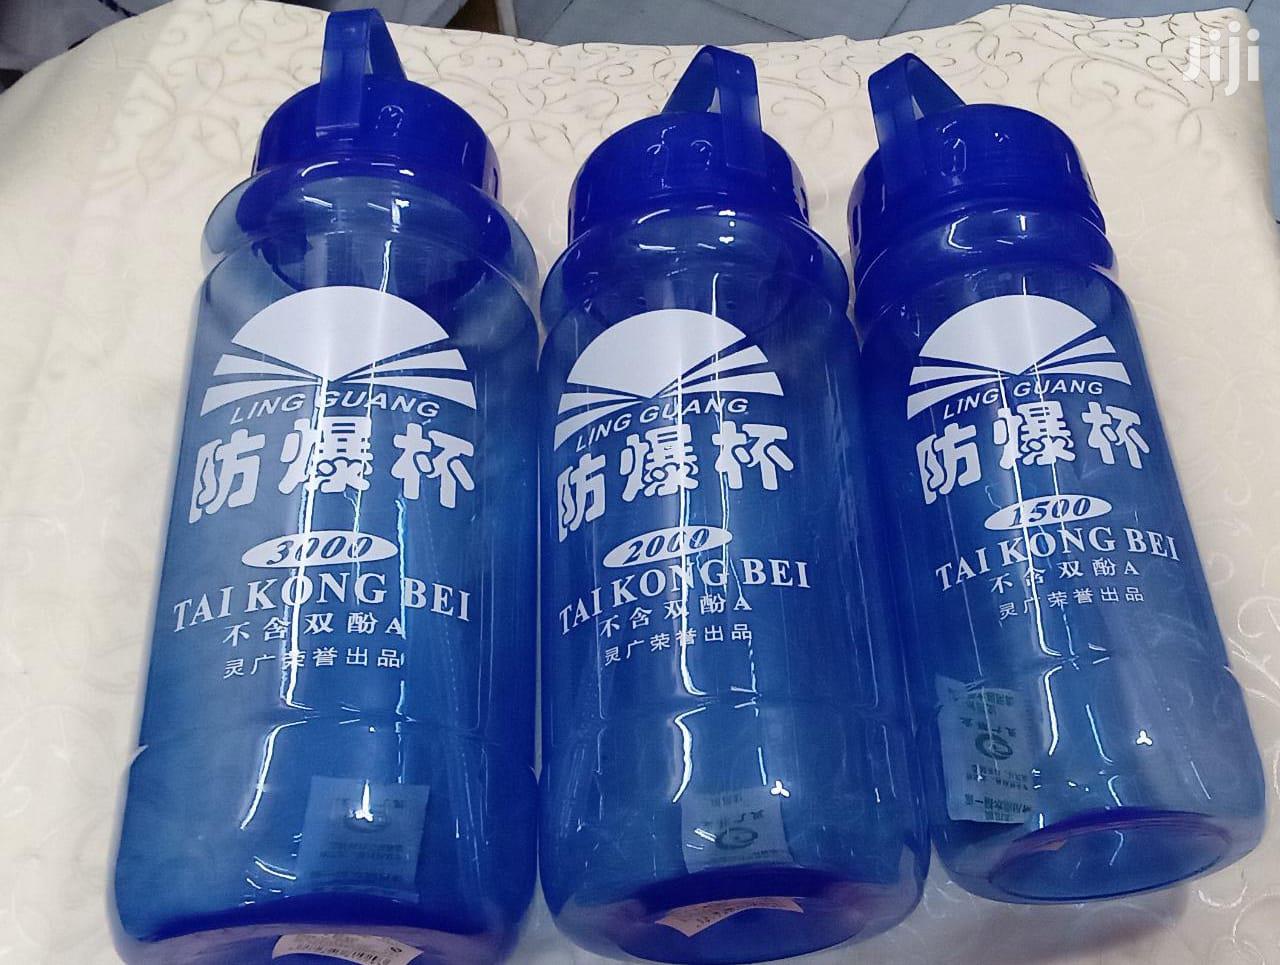 Jiji
LING GUANG
防爆杯
3000
TAI KONG BEI
不含双酚A
灵广荣誉出品
LING GUANG
防爆杯
2000
TAI KONG BEI
不含双酚A
灵广荣誉出品
LING GUANG
防爆杯
1500
TAI KONG BEI
不含双酚A
灵广荣誉出品